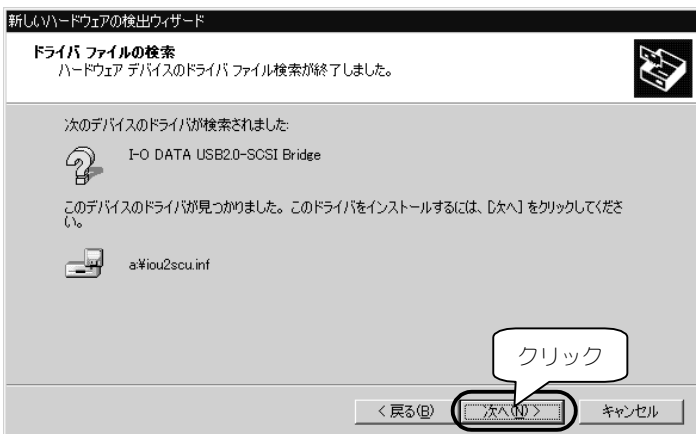 新しいハードウェアの検出ウィザード
ドライバ ファイルの検索
ハードウェア デバイスのドライバ ファイル検索が終了しました。
次のデバイスのドライバが検索されました:
I-O DATA USB2.0-SCSI Bridge
このデバイスのドライバが見つかりました。このドライバをインストールするには、[次へ] をクリックしてくださ
い。
a:¥iou2scu.inf
クリック
< 戻る(B)
次へ(N) >
キャンセル